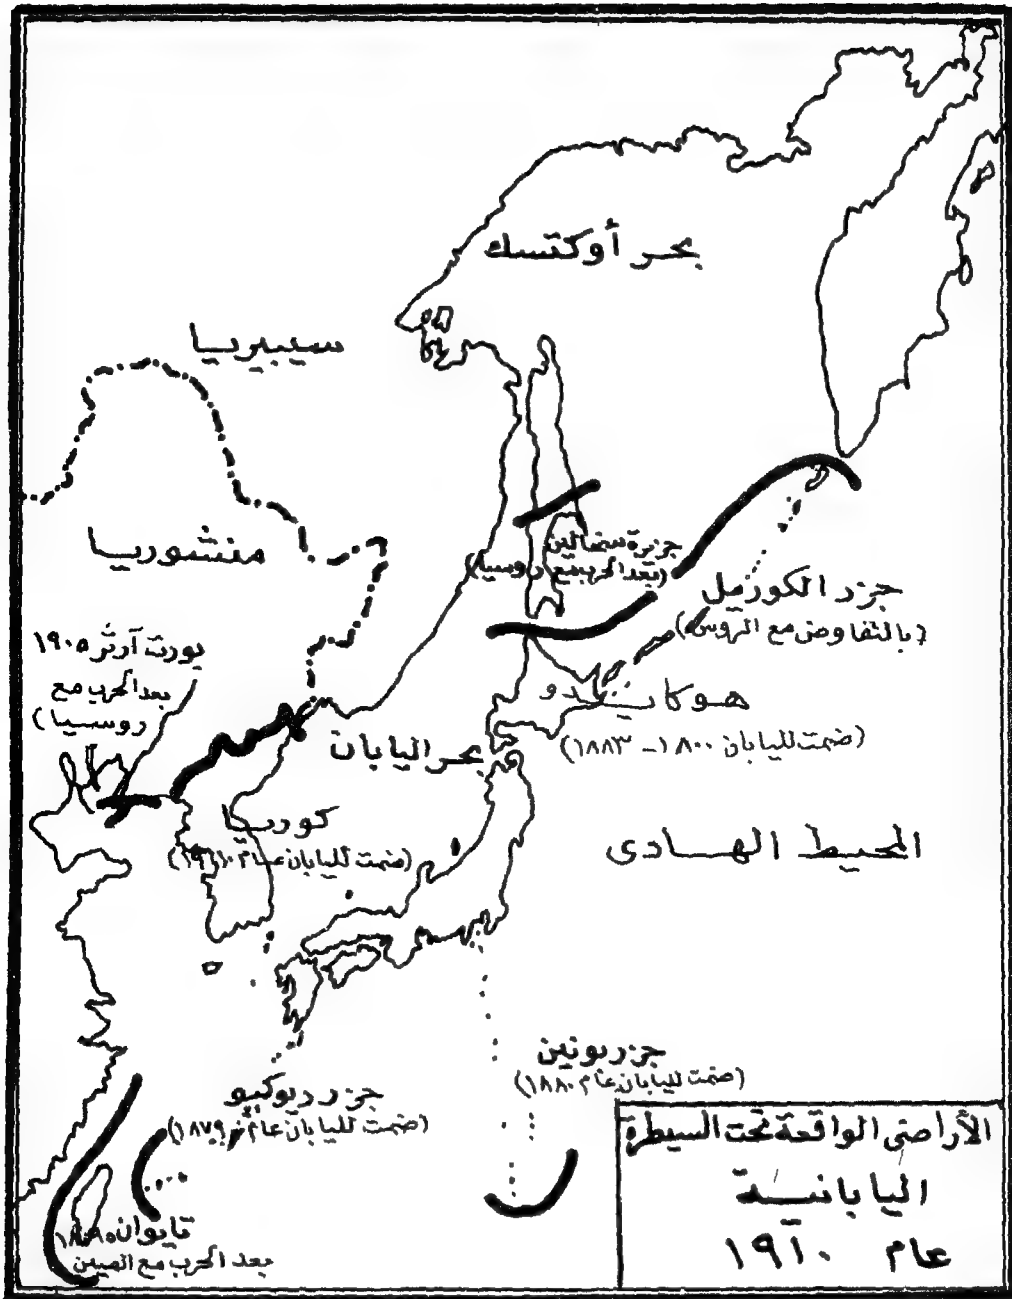 بحر أوكتسك
سيبيريا
منشوريا
جزيرة سخالين
(بعد الحرب مع روسيا)
جزر الكوريل
(بالتفاوض مع الروس)
بورت آرثر ١٩٠٥
بعد الحرب مع
روسيا)
هوكايدو
(ضمت لليابان ١٨٠٠ - ١٨٨٣)
بحر اليابان
كوريا
(ضمت لليابان عام ١٩١٠)
المحيط الهادى
جزر بونين
(ضمت لليابان عام ١٨٨٠)
جزر ريوكيو
(ضمت لليابان عام ١٨٧٩)
تايوان ١٨٩٥
بعد الحرب مع الصين
الأراضى الواقعة تحت السيطرة
اليابانيـة
عام ١٩١٠